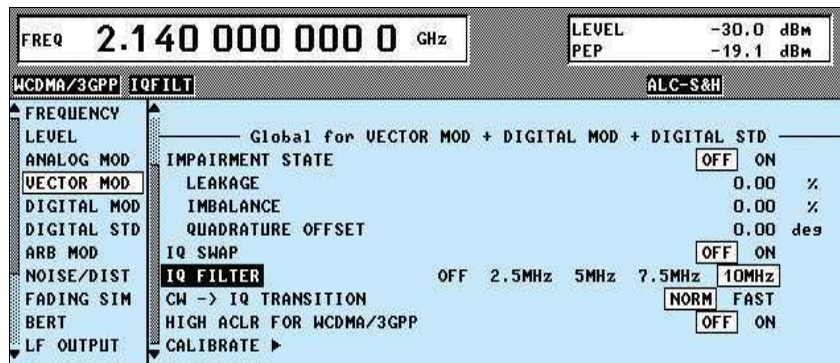 FREQ 2.140 000 000 0 GHz
LEVEL -30.0 dBm
PEP -19.1 dBm
WCDMA/3GPP IQFILT ALC-S&H
FREQUENCY
LEVEL
ANALOG MOD
VECTOR MOD
DIGITAL MOD
DIGITAL STD
ARB MOD
NOISE/DIST
FADING SIM
BERT
LF OUTPUT
Global for VECTOR MOD + DIGITAL MOD + DIGITAL STD
IMPAIRMENT STATE OFF ON
LEAKAGE 0.00 %
IMBALANCE 0.00 %
QUADRATURE OFFSET 0.00 deg
IQ SWAP OFF ON
IQ FILTER OFF 2.5MHz 5MHz 7.5MHz 10MHz
CW -> IQ TRANSITION NORM FAST
HIGH ACLR FOR WCDMA/3GPP OFF ON
CALIBRATE ▶